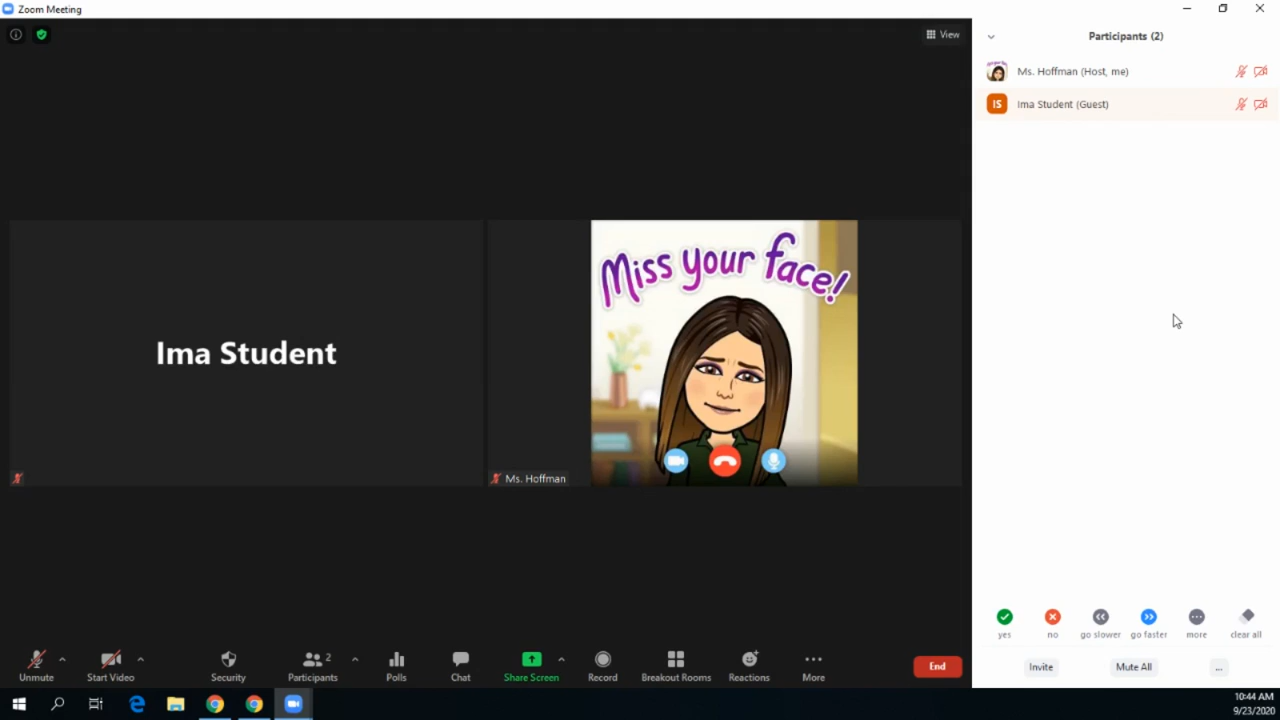 Zoom Meeting
View
Participants (2)
Ms. Hoffman (Host, me)
IS Ima Student (Guest)
Ima Student
Miss your face!
Ms. Hoffman
yes no go slower go faster more clear all
Invite Mute All ...
Unmute Start Video Security Participants 2 Polls Chat Share Screen Record Breakout Rooms Reactions More End
10:44 AM
9/23/2020